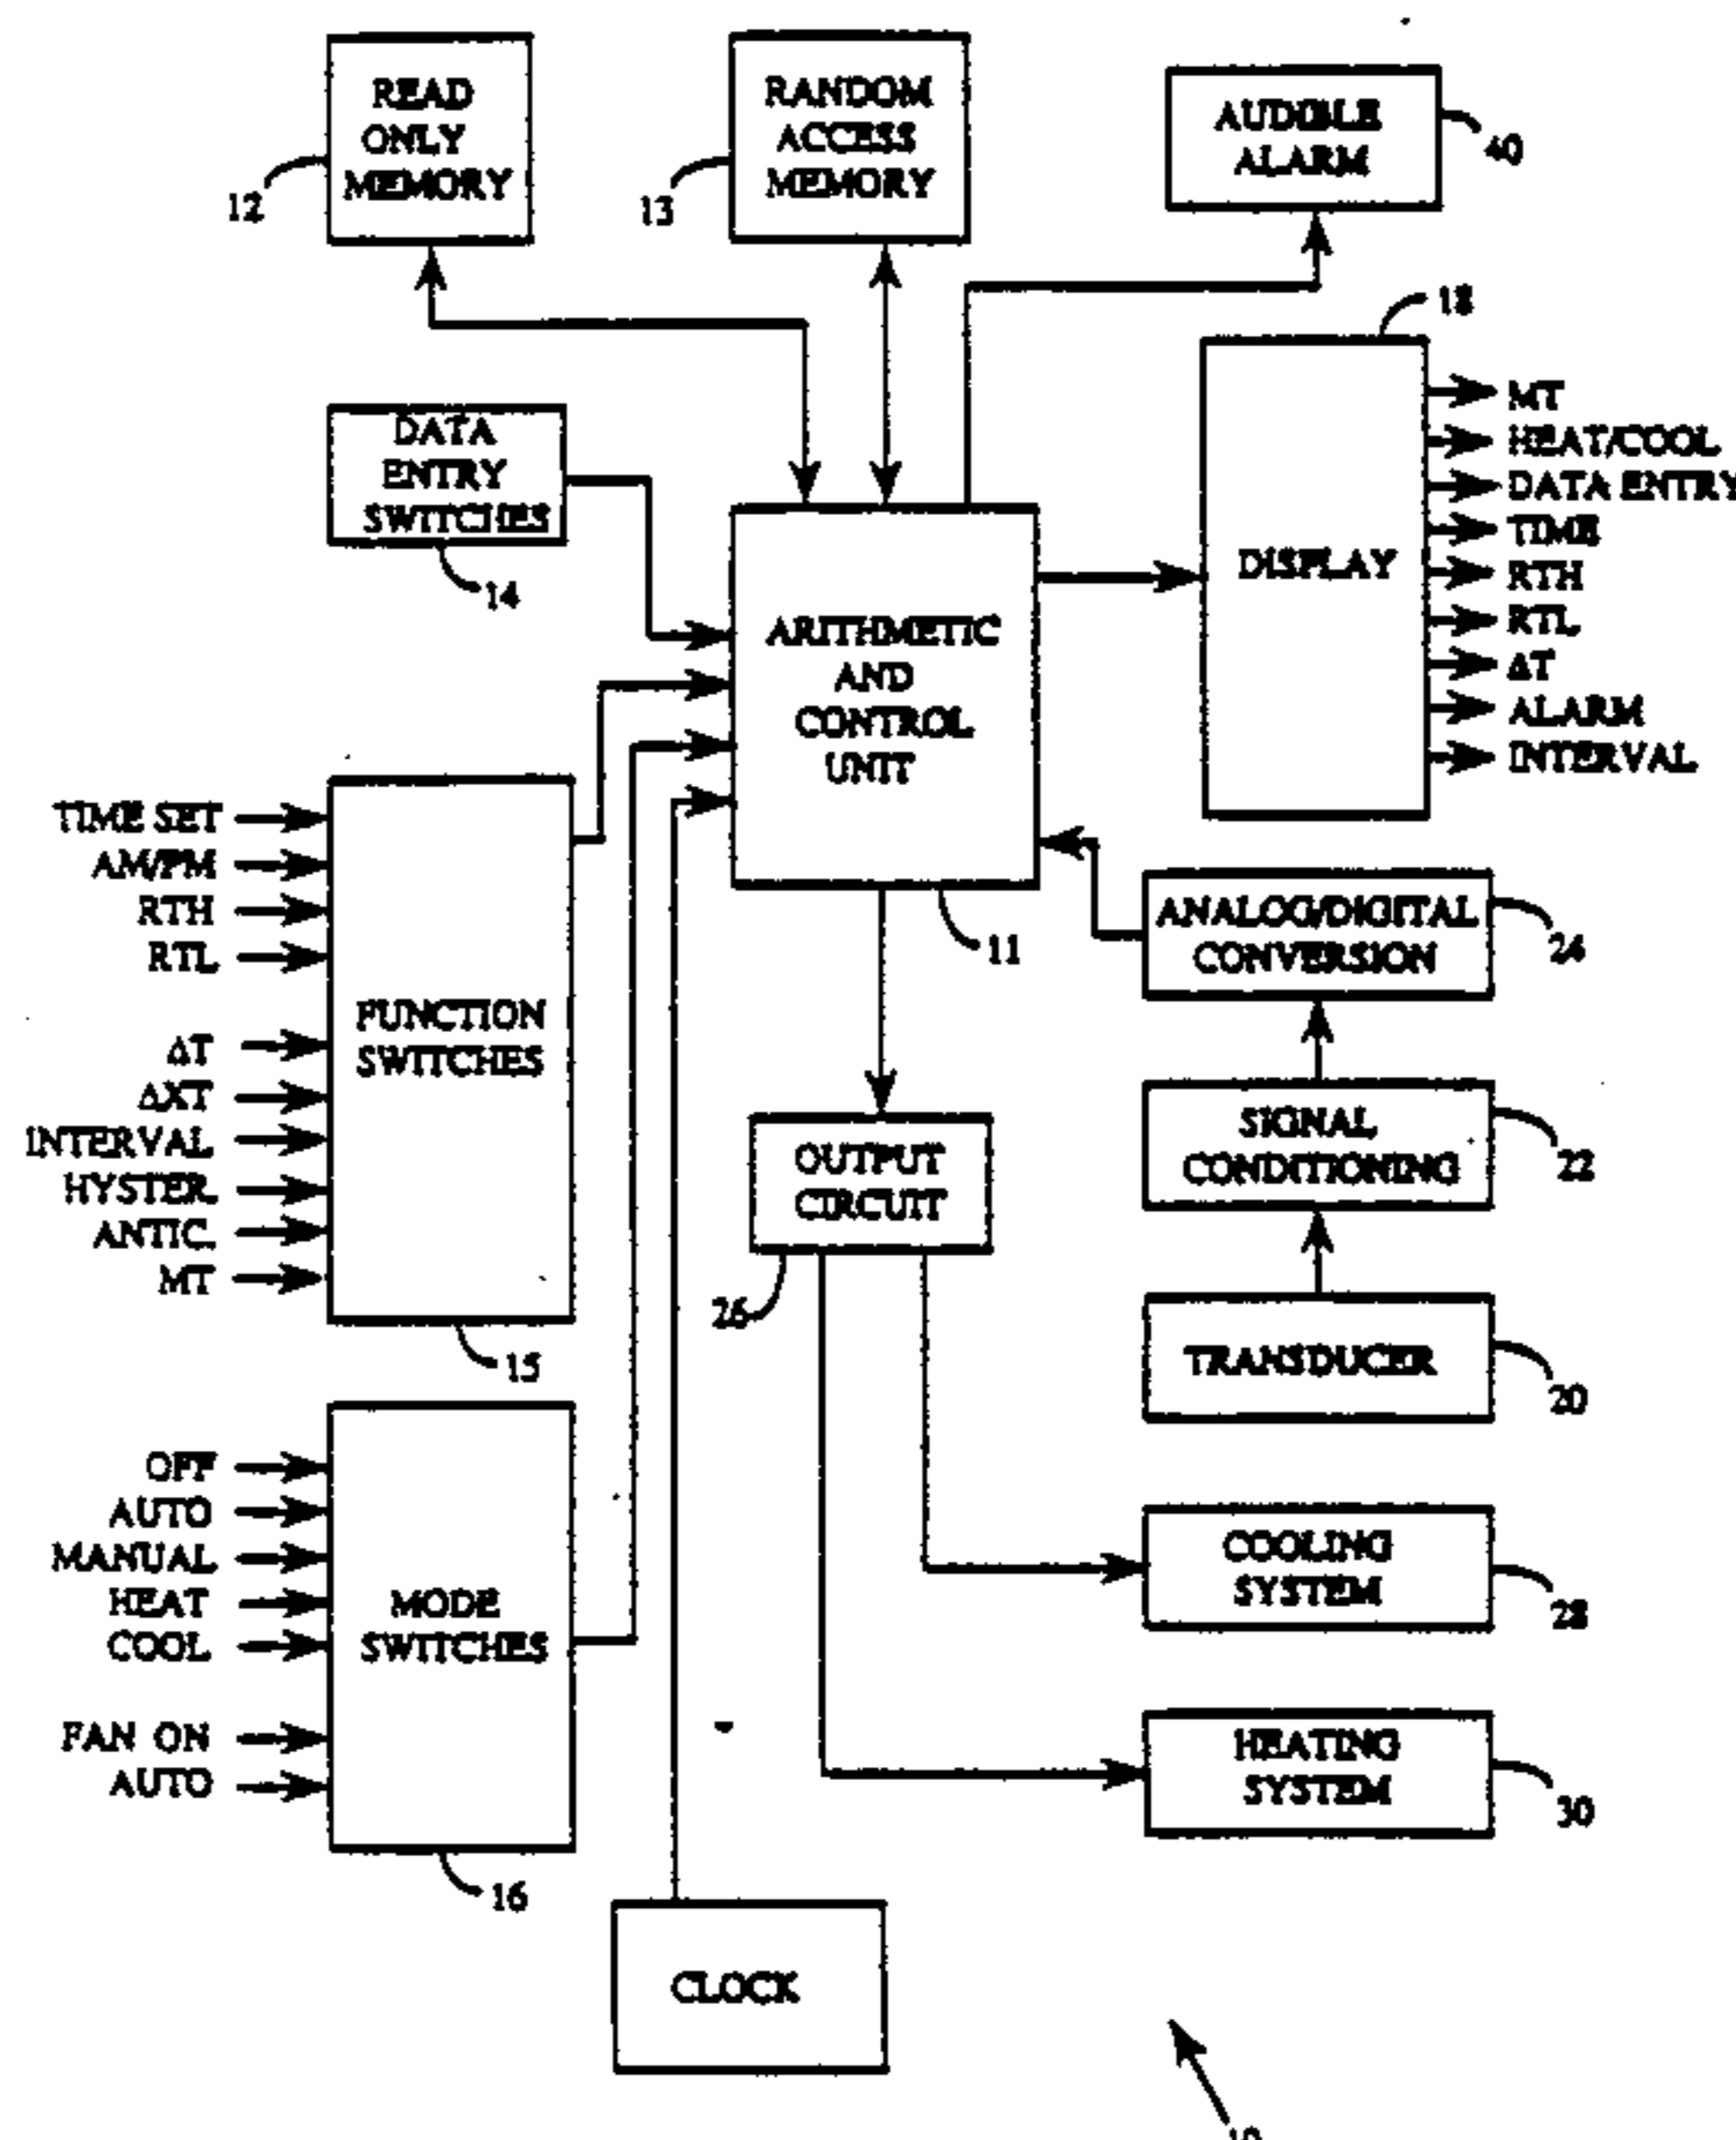 READ
ONLY
MEMORY
12
RANDOM
ACCESS
MEMORY
13
AUDIBLE
ALARM
40
DATA
ENTRY
SWITCHES
14
18
DISPLAY
MT
HEAT/COOL
DATA ENTRY
TIME
RTH
RTL
ΔT
ALARM
INTERVAL
ARITHMETIC
AND
CONTROL
UNIT
11
TIME SET
AM/PM
RTH
RTL
ΔT
ΔXT
INTERVAL
HYSTER.
ANTIC.
MT
FUNCTION
SWITCHES
15
ANALOG/DIGITAL
CONVERSION
24
SIGNAL
CONDITIONING
22
OUTPUT
CIRCUIT
26
TRANSDUCER
20
OFF
AUTO
MANUAL
HEAT
COOL
FAN ON
AUTO
MODE
SWITCHES
16
COOLING
SYSTEM
28
HEATING
SYSTEM
30
CLOCK